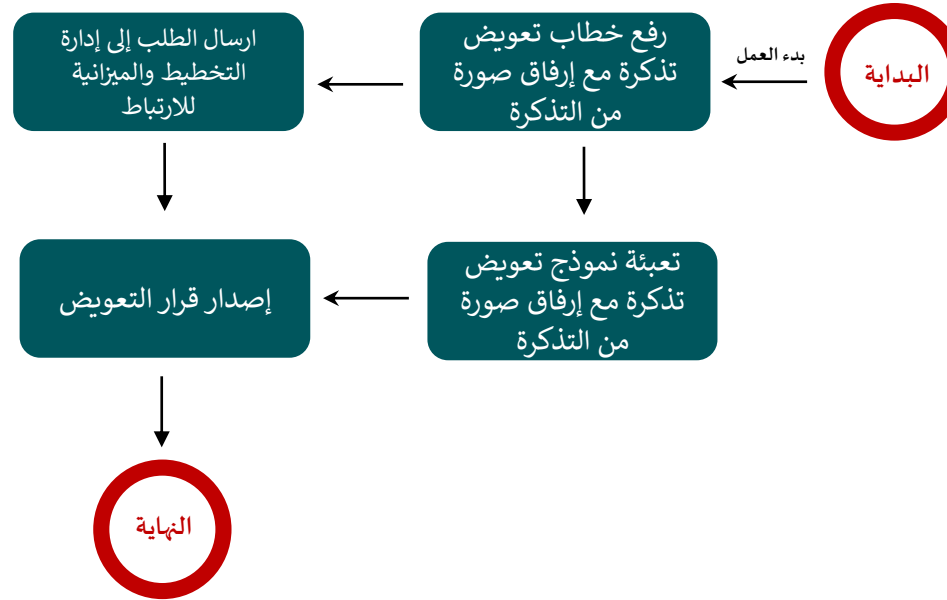 البداية
بدء العمل
رفع خطاب تعويض
تذكرة مع إرفاق صورة
من التذكرة
ارسال الطلب إلى إدارة
التخطيط والميزانية
للارتباط
تعبئة نموذج تعويض
تذكرة مع إرفاق صورة
من التذكرة
إصدار قرار التعويض
النهاية